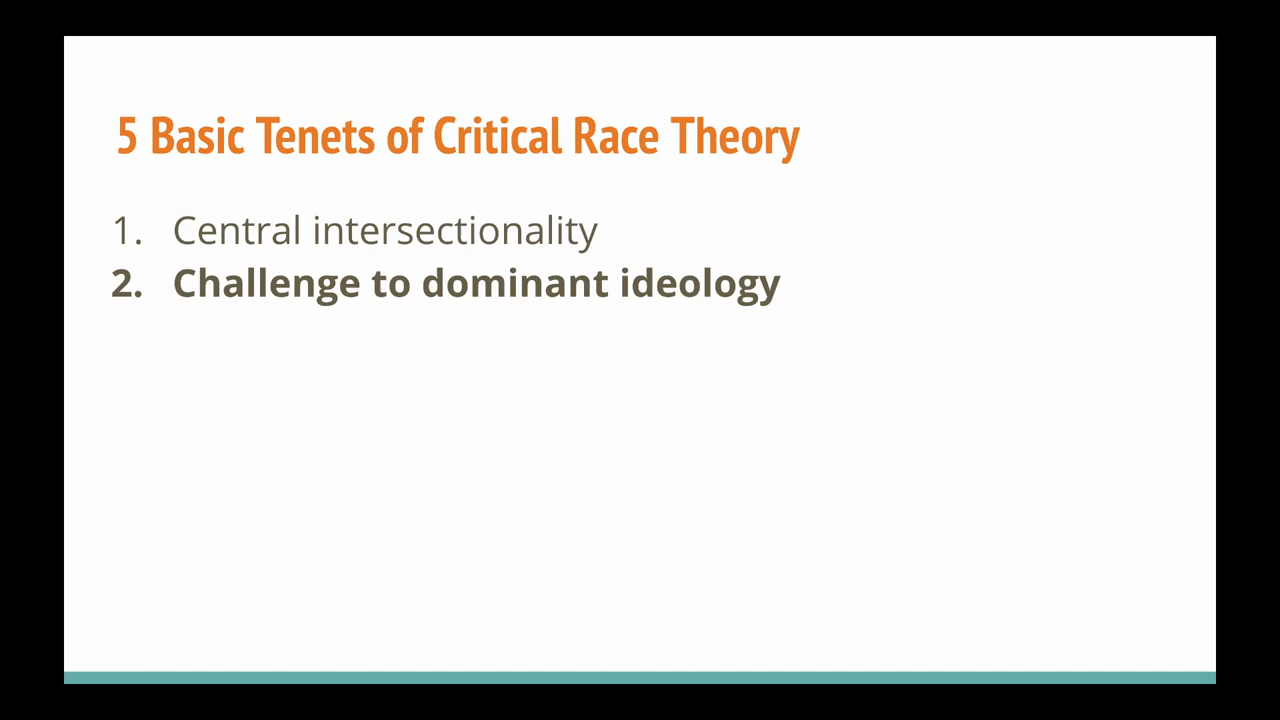 5 Basic Tenets of Critical Race Theory
1. Central intersectionality
2. Challenge to dominant ideology